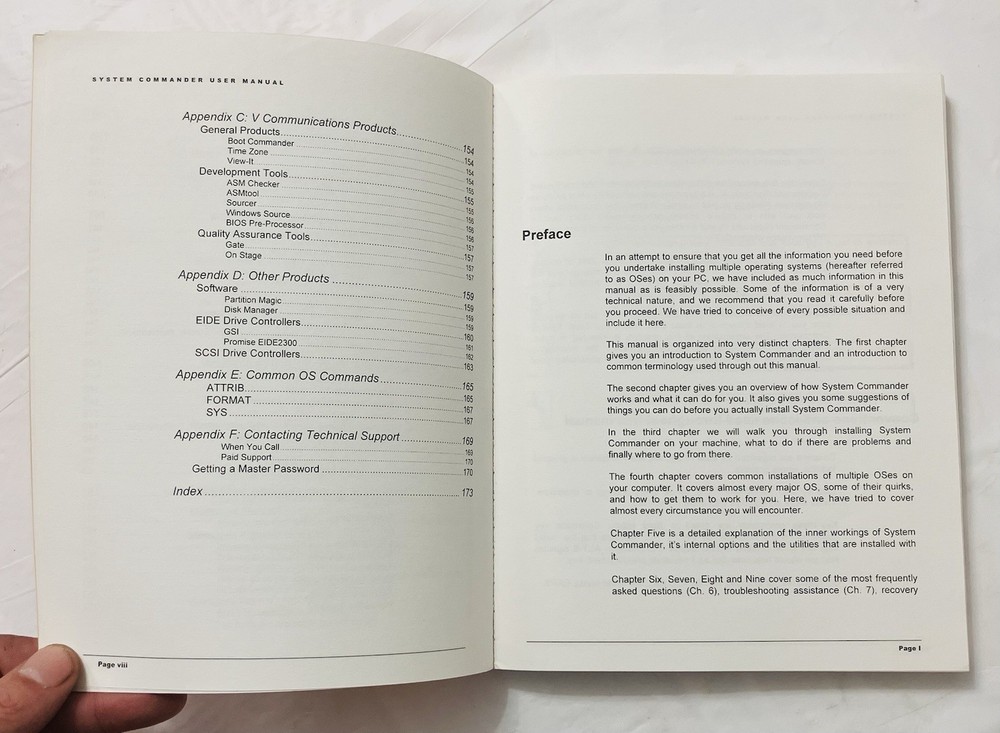 SYSTEM COMMANDER USER MANUAL
Appendix C: V Communications Products 154
General Products 154
Boot Commander 154
Time Zone 154
View-It 155
Development Tools 155
ASM Checker 155
ASMtool 156
Sourcer 156
Windows Source 156
BIOS Pre-Processor 157
Quality Assurance Tools 157
Gate 157
On Stage 157
Appendix D: Other Products 159
Software 159
Partition Magic 159
Disk Manager 159
EIDE Drive Controllers 160
GSI 161
Promise EIDE2300 162
SCSI Drive Controllers 163
Appendix E: Common OS Commands 165
ATTRIB 165
FORMAT 167
SYS 167
Appendix F: Contacting Technical Support 169
When You Call 169
Paid Support 170
Getting a Master Password 170
Index 173
Page viii
Preface
In an attempt to ensure that you get all the information you need before
you undertake installing multiple operating systems (hereafter referred
to as OSes) on your PC, we have included as much information in this
manual as is feasibly possible. Some of the information is of a very
technical nature, and we recommend that you read it carefully before
you proceed. We have tried to conceive of every possible situation and
include it here.
This manual is organized into very distinct chapters. The first chapter
gives you an introduction to System Commander and an introduction to
common terminology used through out this manual.
The second chapter gives you an overview of how System Commander
works and what it can do for you. It also gives you some suggestions of
things you can do before you actually install System Commander.
In the third chapter we will walk you through installing System
Commander on your machine, what to do if there are problems and
finally where to go from there.
The fourth chapter covers common installations of multiple OSes on
your computer. It covers almost every major OS, some of their quirks,
and how to get them to work for you. Here, we have tried to cover
almost every circumstance you will encounter.
Chapter Five is a detailed explanation of the inner workings of System
Commander, it's internal options and the utilities that are installed with
it.
Chapter Six, Seven, Eight and Nine cover some of the most frequently
asked questions (Ch. 6), troubleshooting assistance (Ch. 7), recovery
Page I